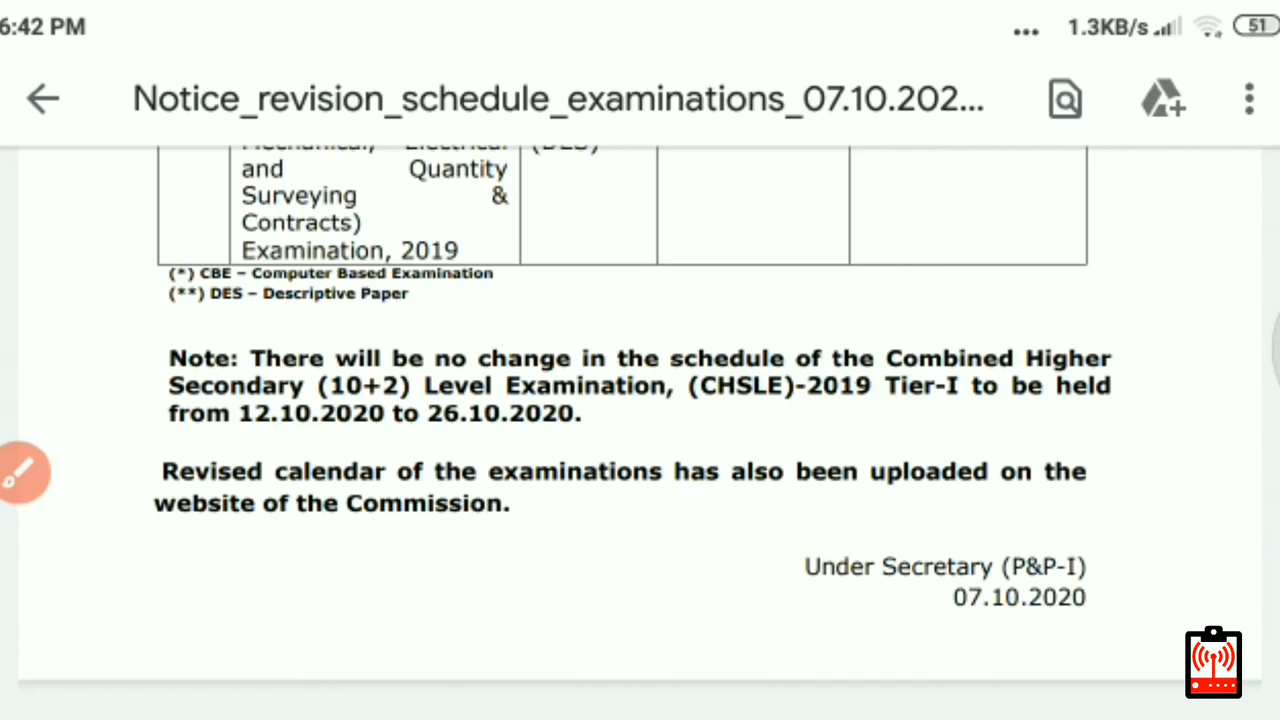 6:42 PM
1.3KB/s
51
Notice_revision_schedule_examinations_07.10.202...
Mechanical, Electrical (DES)
and Quantity
Surveying &
Contracts)
Examination, 2019
(*) CBE – Computer Based Examination
(**) DES – Descriptive Paper
Note: There will be no change in the schedule of the Combined Higher
Secondary (10+2) Level Examination, (CHSLE)-2019 Tier-I to be held
from 12.10.2020 to 26.10.2020.
Revised calendar of the examinations has also been uploaded on the
website of the Commission.
Under Secretary (P&P-I)
07.10.2020